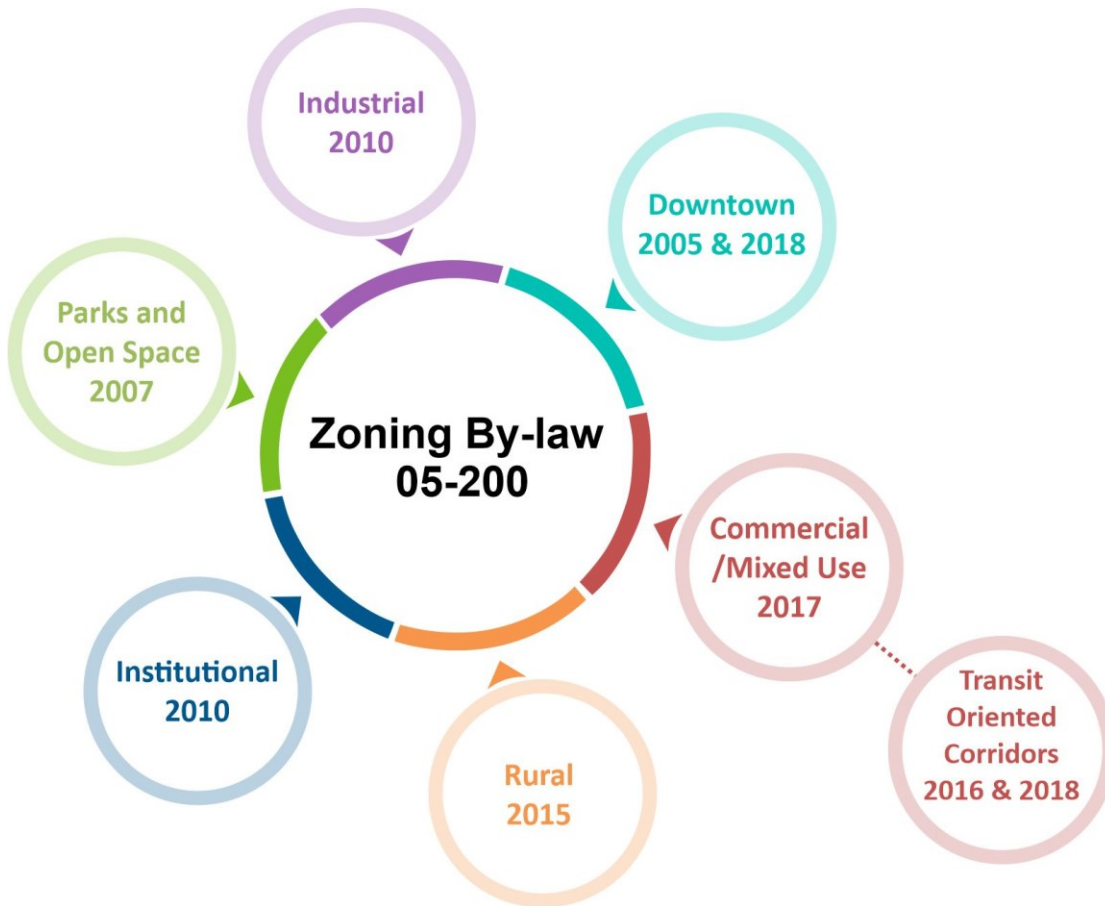 Industrial
2010
Downtown
2005 & 2018
Parks and
Open Space
2007
Zoning By-law
05-200
Commercial
/Mixed Use
2017
Institutional
2010
Transit
Oriented
Corridors
2016 & 2018
Rural
2015